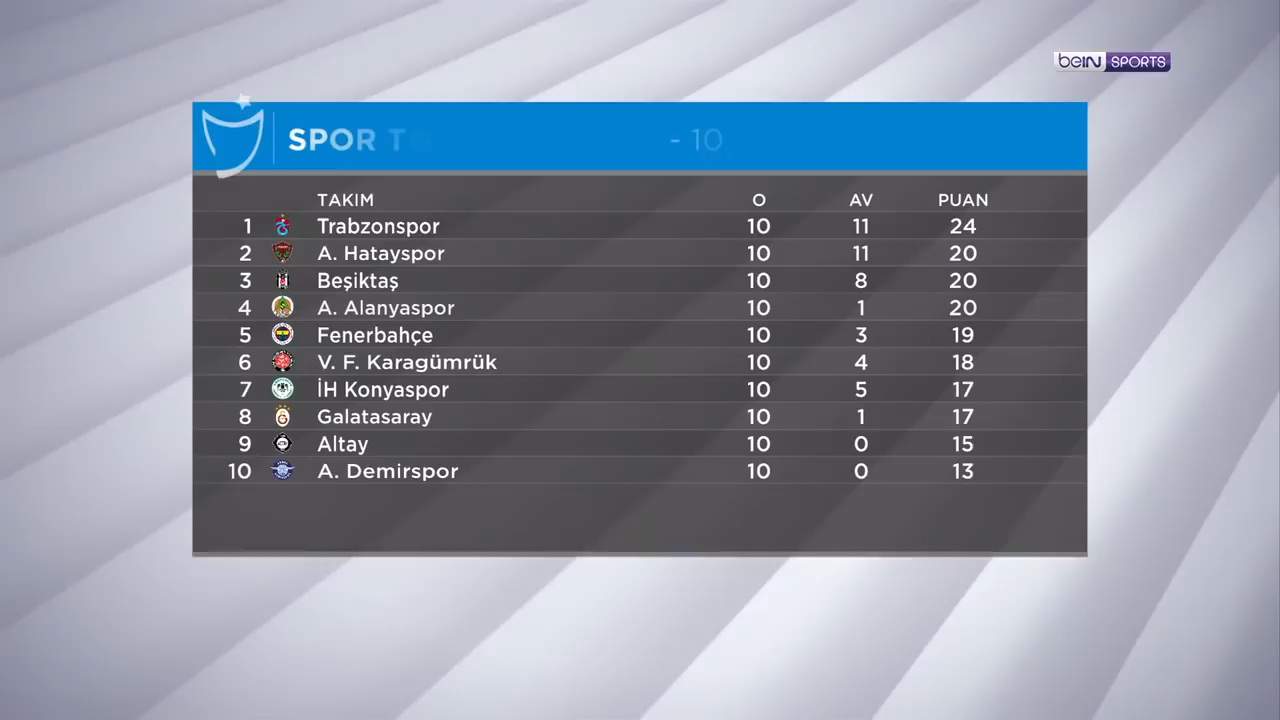 beIN SPORTS
SPOR TO - 10
TAKIM O AV PUAN
1 Trabzonspor 10 11 24
2 A. Hatayspor 10 11 20
3 Beşiktaş 10 8 20
4 A. Alanyaspor 10 1 20
5 Fenerbahçe 10 3 19
6 V. F. Karagümrük 10 4 18
7 İH Konyaspor 10 5 17
8 Galatasaray 10 1 17
9 Altay 10 0 15
10 A. Demirspor 10 0 13